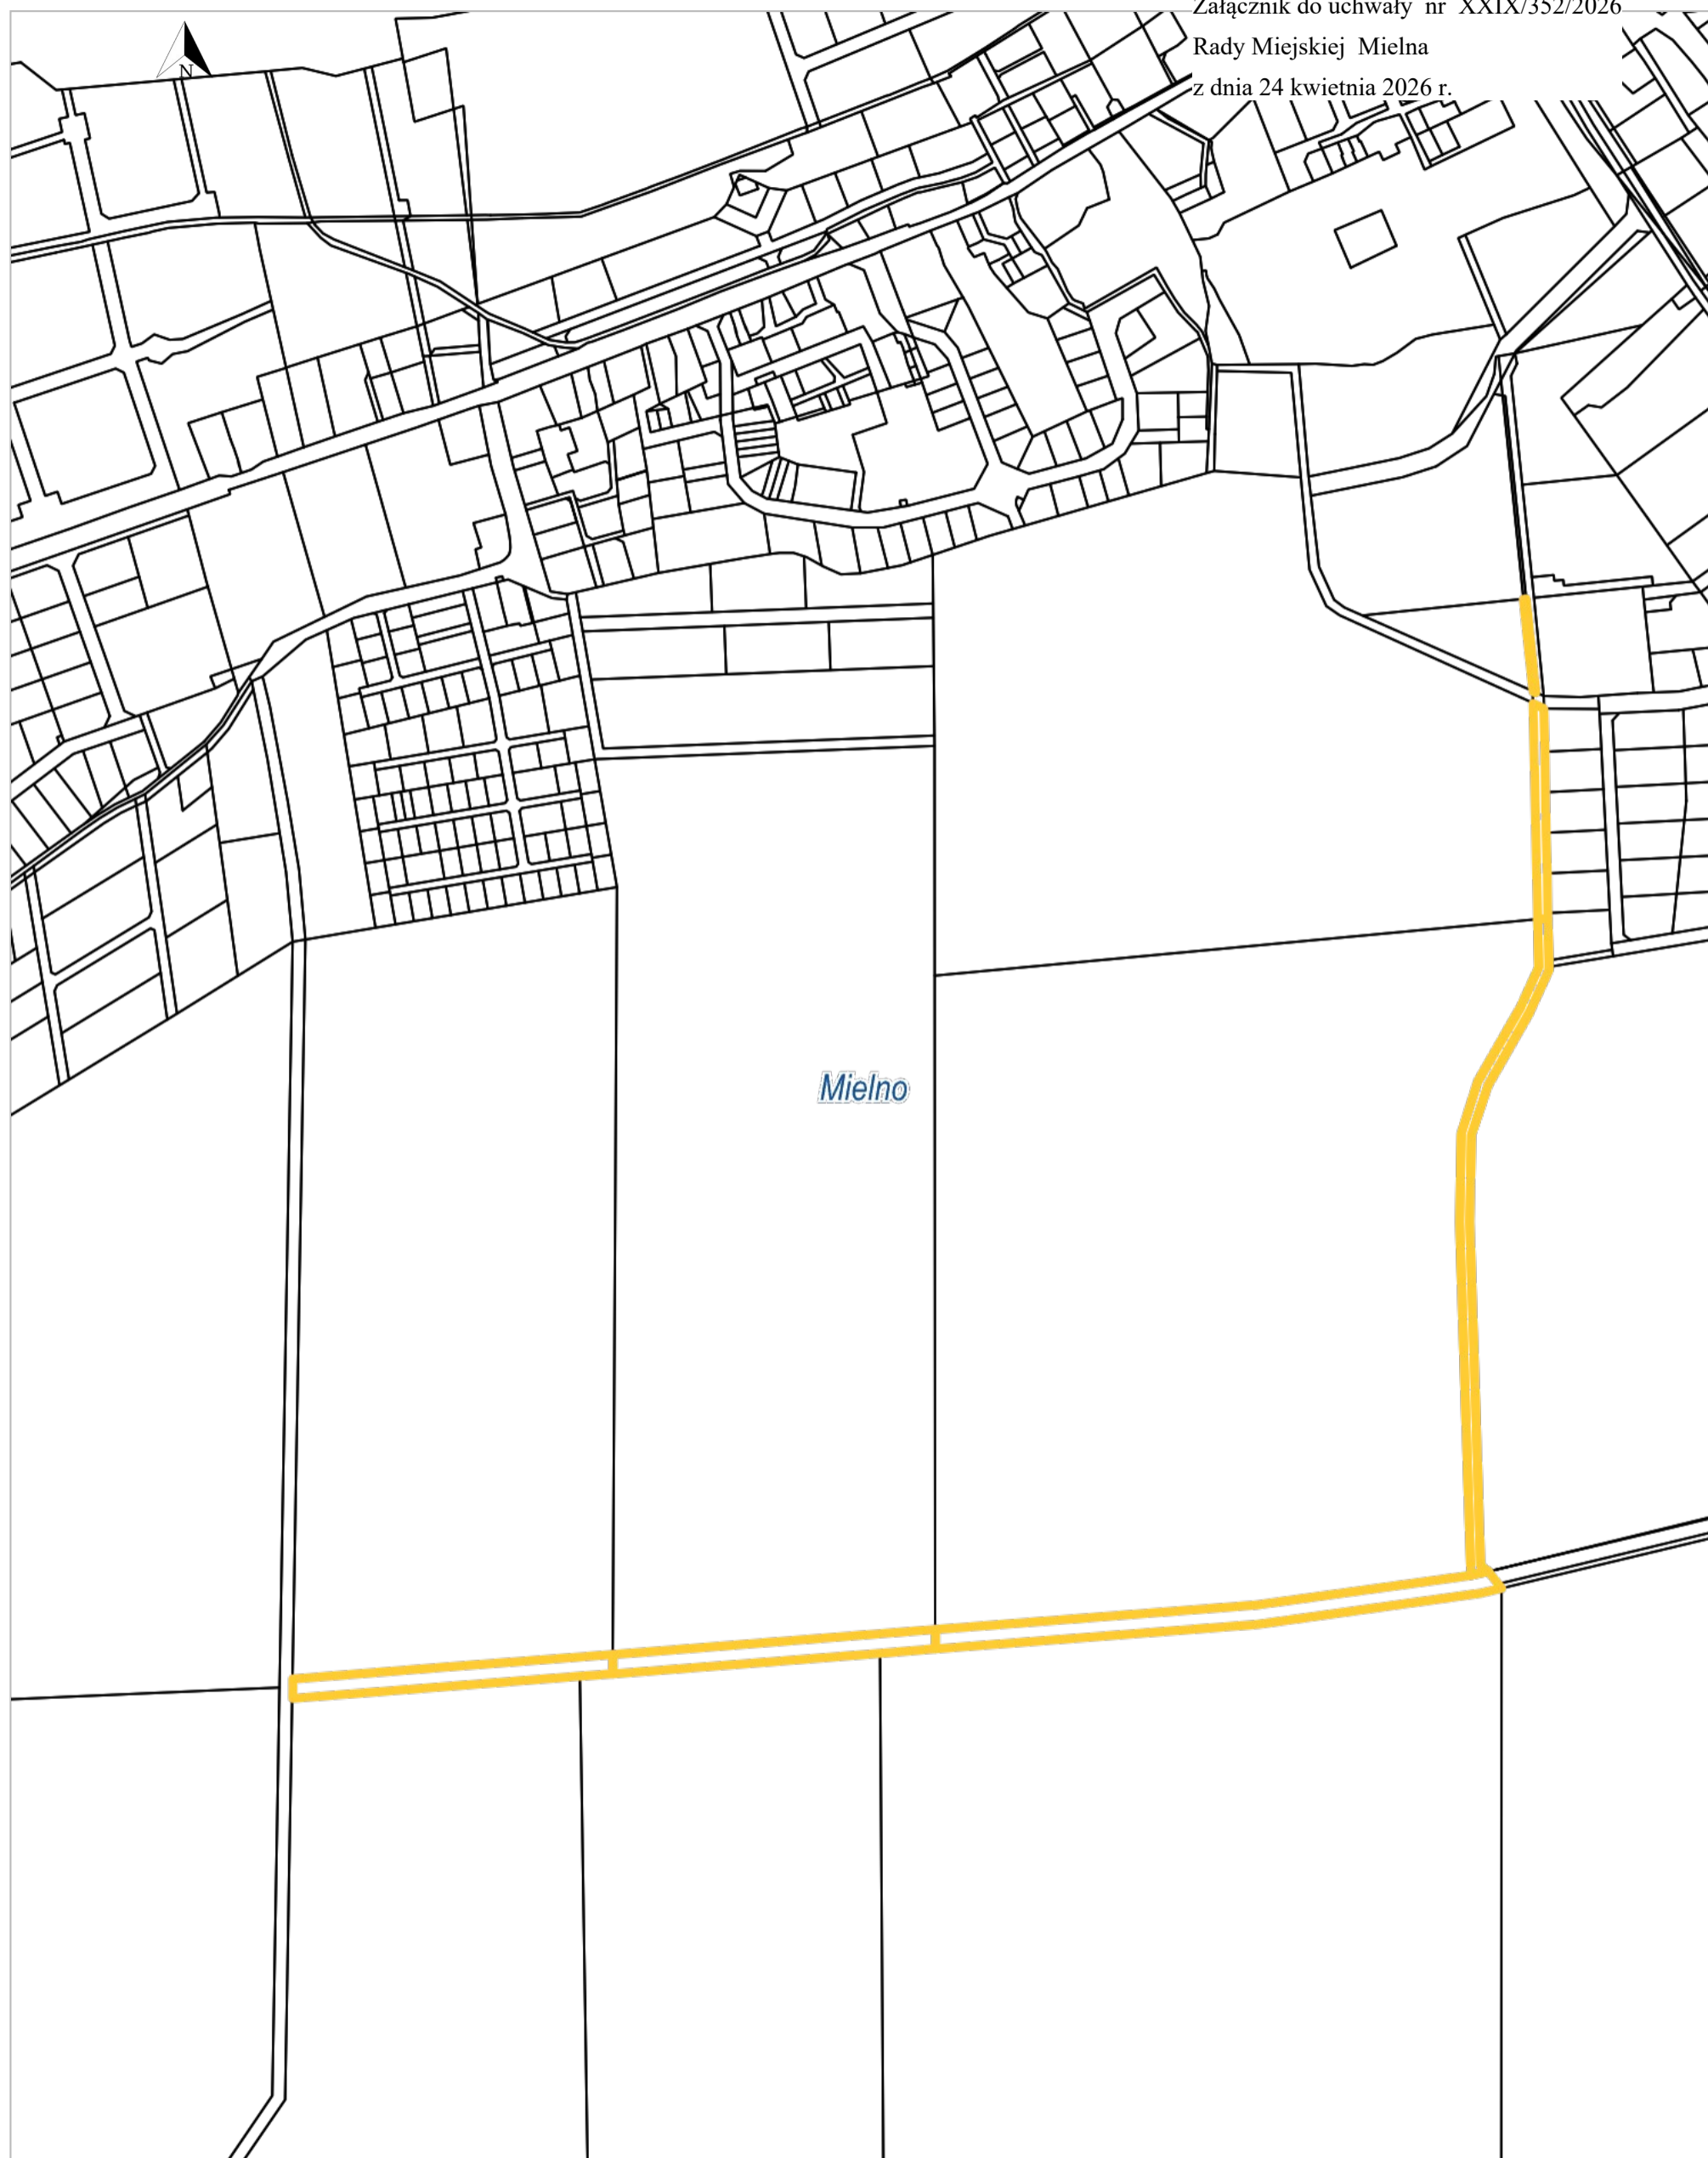 Załącznik do uchwały nr XXIX/352/2026
Rady Miejskiej Mielna
z dnia 24 kwietnia 2026 r.
N
Mielno